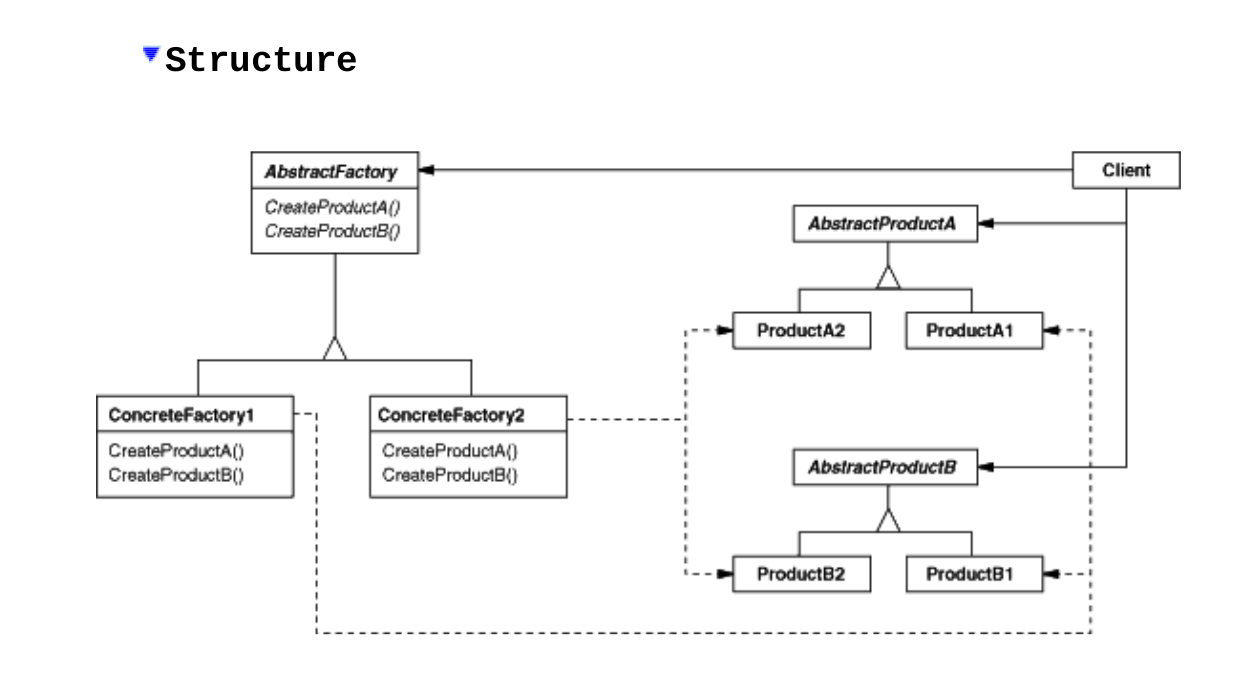 Structure
AbstractFactory
CreateProductA()
CreateProductB()
Client
AbstractProductA
ProductA2
ProductA1
ConcreteFactory1
CreateProductA()
CreateProductB()
ConcreteFactory2
CreateProductA()
CreateProductB()
AbstractProductB
ProductB2
ProductB1